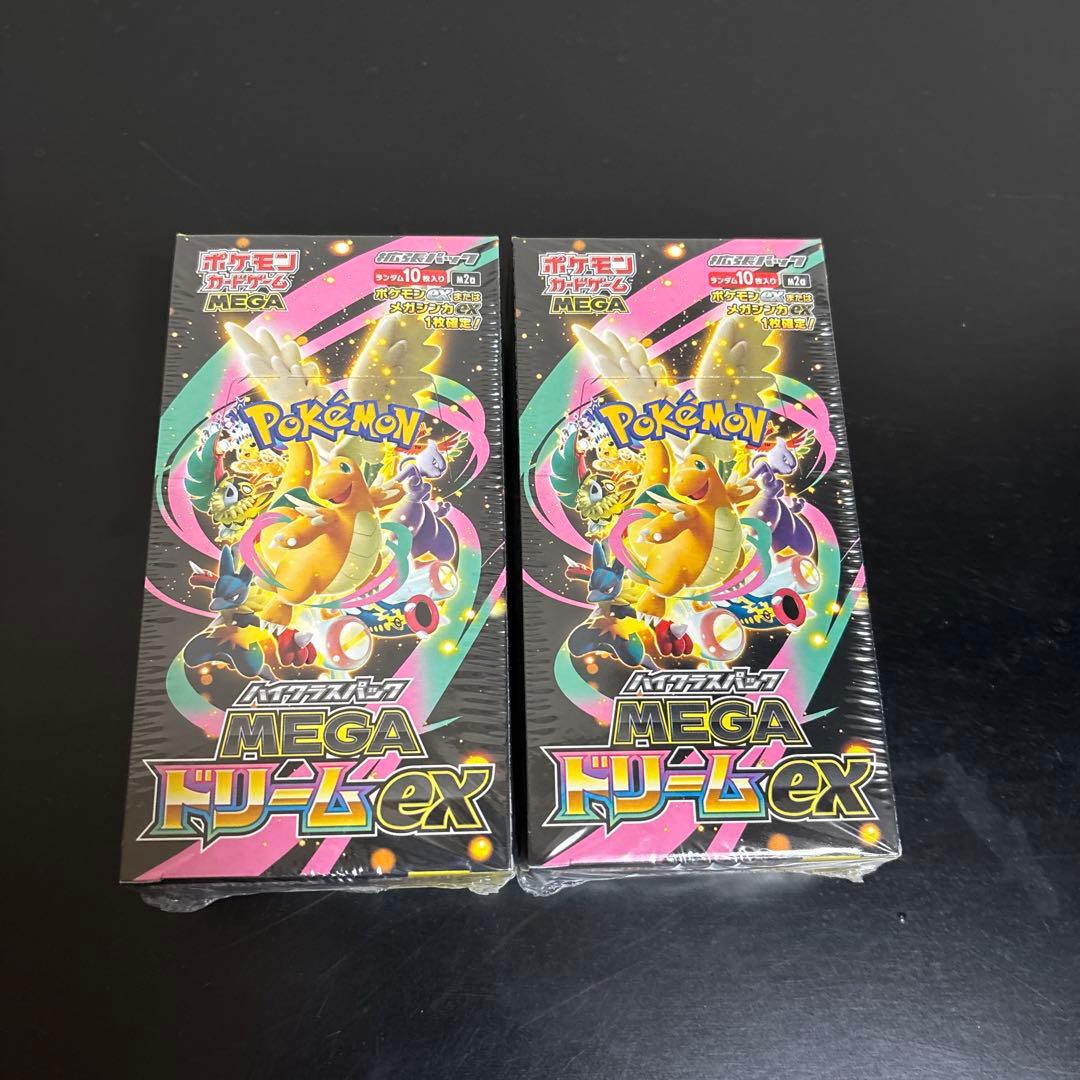 ポケモン
カードゲーム
MEGA
拡張パック
ランダム10枚入り
M2a
ポケモンexまたは
メガシンカex
1枚確定!
POKéMON
ハイクラスパック
MEGA
ドリームex
ポケモン
カードゲーム
MEGA
拡張パック
ランダム10枚入り
M2a
ポケモンexまたは
メガシンカex
1枚確定!
POKéMON
ハイクラスパック
MEGA
ドリームex